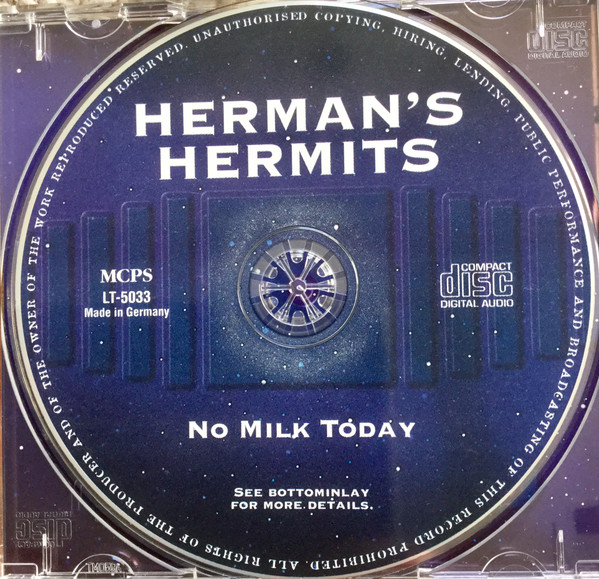 ALL RIGHTS OF THE PRODUCER AND OF THE OWNER OF THE WORK REPRODUCED RESERVED. UNAUTHORISED COPYING, HIRING, LENDING, PUBLIC PERFORMANCE AND BROADCASTING OF THIS RECORD PROHIBITED.
HERMAN'S
HERMITS
MCPS
LT-5033
Made in Germany
COMPACT
disc
DIGITAL AUDIO
NO MILK TODAY
SEE BOTTOMINLAY
FOR MORE DETAILS.
COMPACT
disc
DIGITAL AUDIO